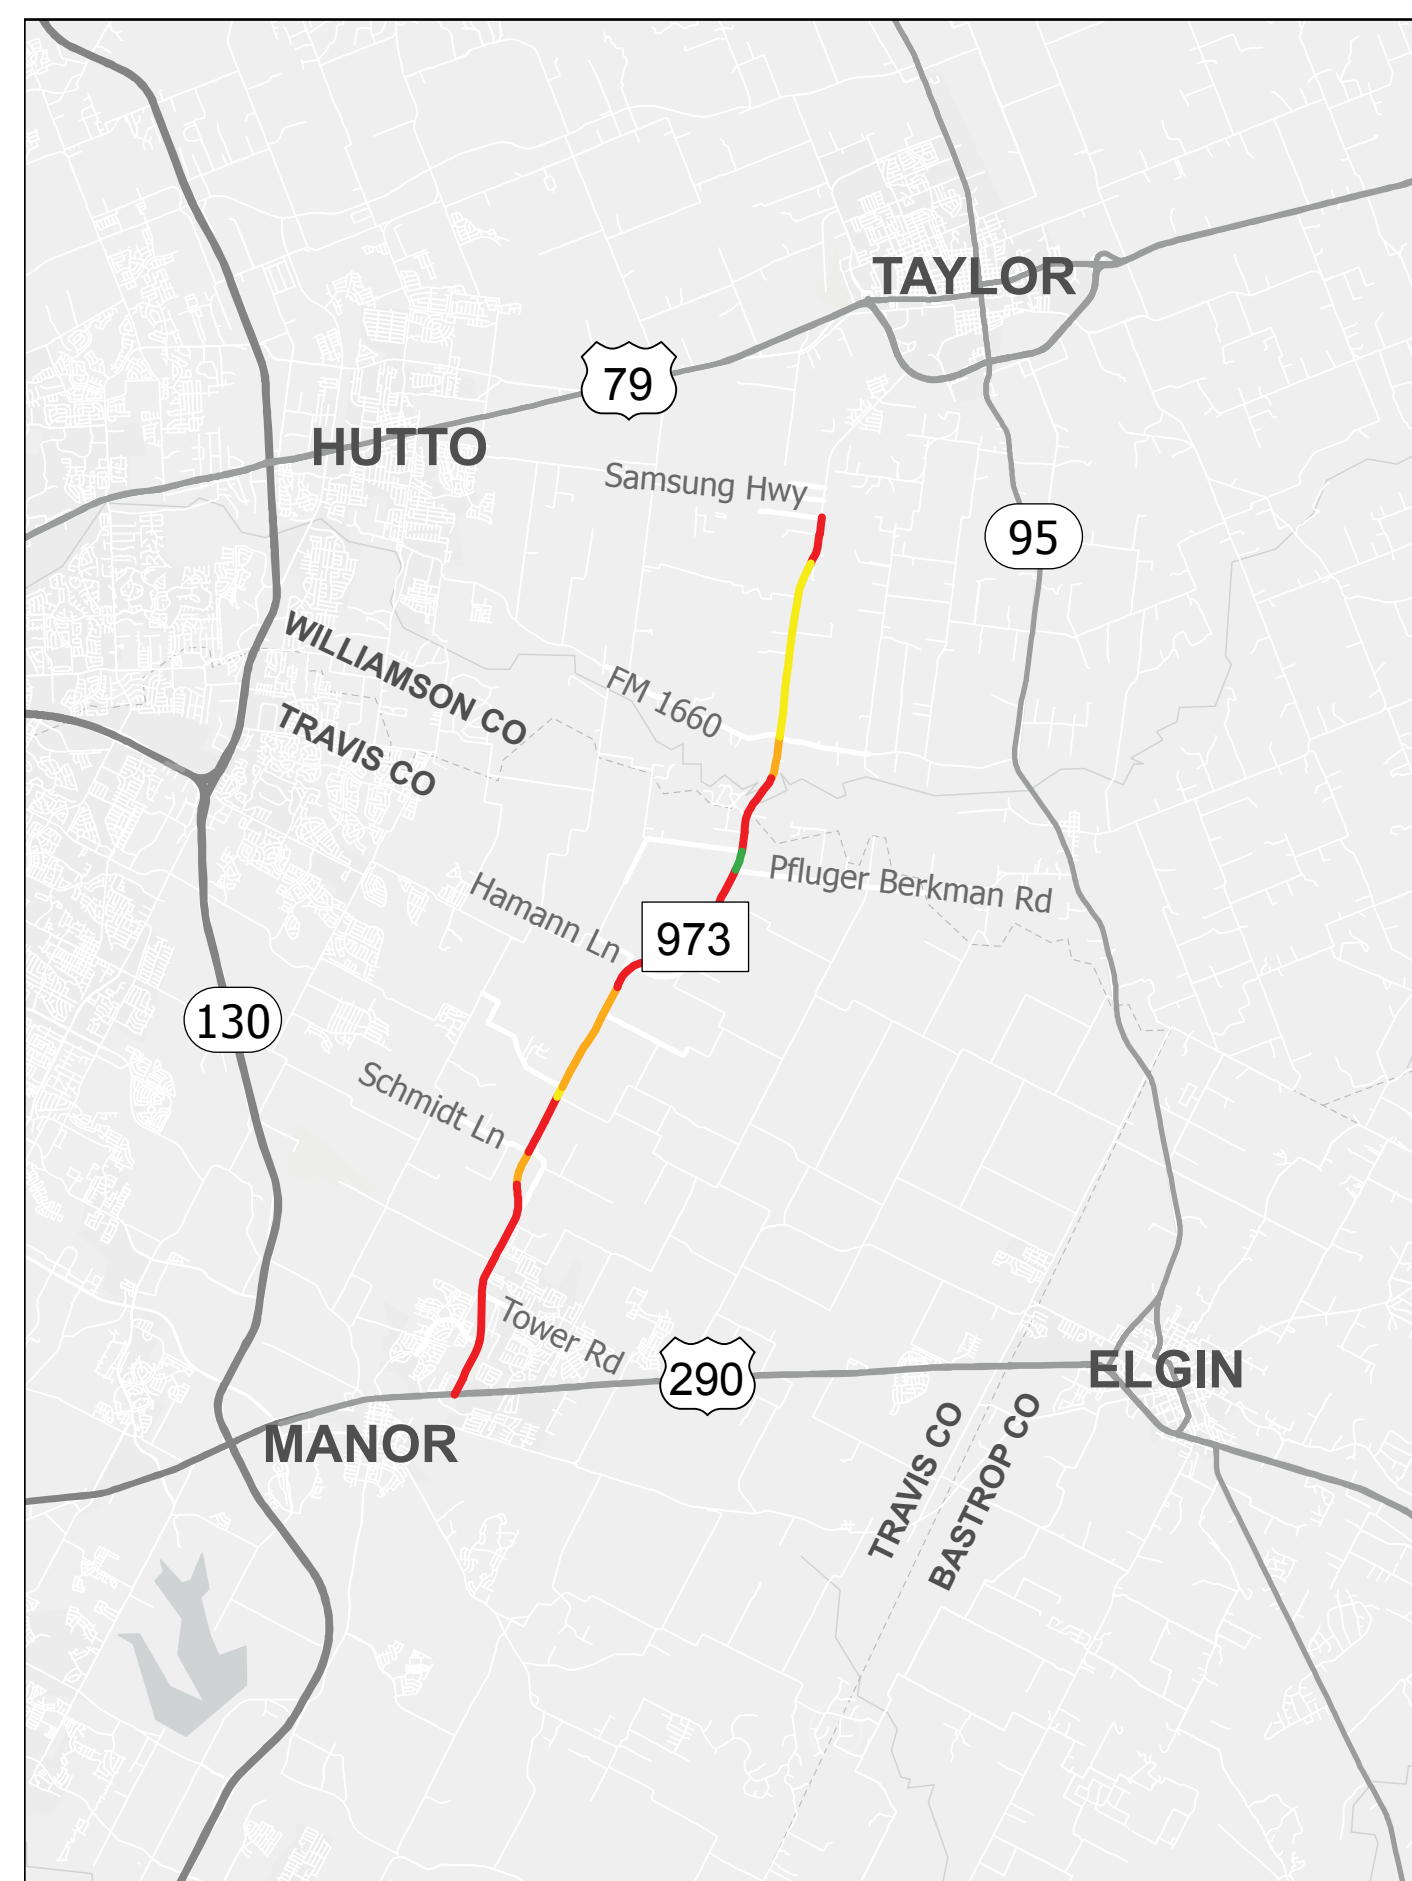 TAYLOR
79
HUTTO
Samsung Hwy
95
WILLIAMSON CO
TRAVIS CO
FM 1660
Pfluger Berkman Rd
Hamann Ln
973
130
Schmidt Ln
Tower Rd
290
ELGIN
MANOR
TRAVIS CO
BASTROP CO